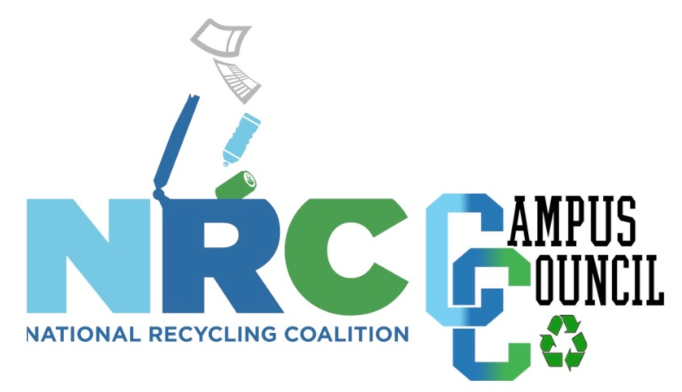 NRC
NATIONAL RECYCLING COALITION
CAMPUS
COUNCIL